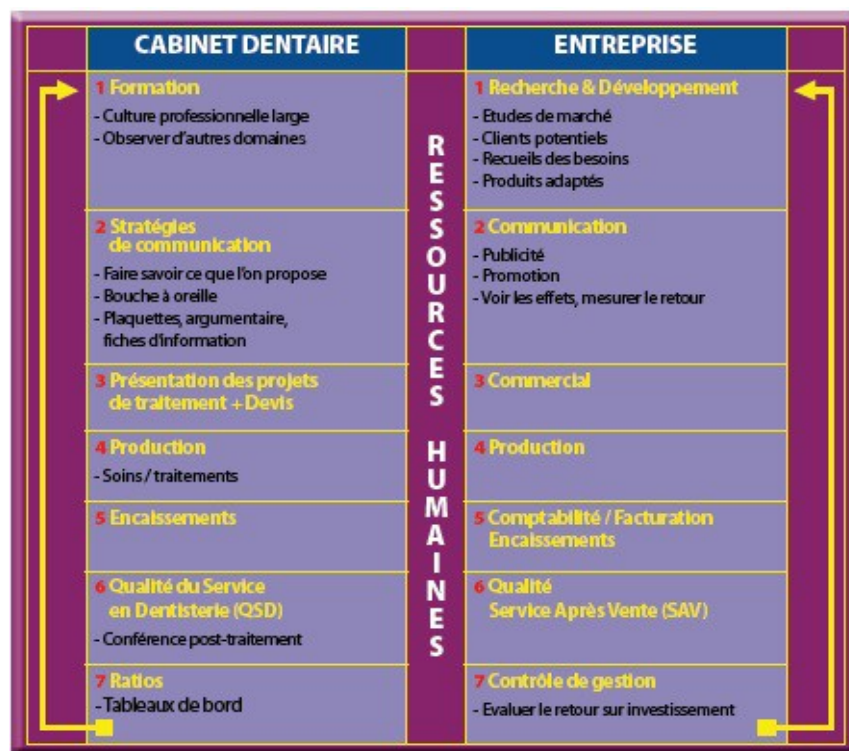 CABINET DENTAIRE
1 Formation
- Culture professionnelle large
- Observer d'autres domaines
2 Stratégies
de communication
- Faire savoir ce que l'on propose
- Bouche à oreille
- Plaquettes, argumentaire,
fiches d'information
3 Présentation des projets
de traitement + Devis
4 Production
- Soins / traitements
5 Encaissements
6 Qualité du Service
en Dentisterie (QSD)
- Conférence post-traitement
7 Ratios
- Tableaux de bord
RESSOURCES HUMAINES
ENTREPRISE
1 Recherche & Développement
- Etudes de marché
- Clients potentiels
- Recueils des besoins
- Produits adaptés
2 Communication
- Publicité
- Promotion
- Voir les effets, mesurer le retour
3 Commercial
4 Production
5 Comptabilité / Facturation
Encaissements
6 Qualité
Service Après Vente (SAV)
7 Contrôle de gestion
- Evaluer le retour sur investissement